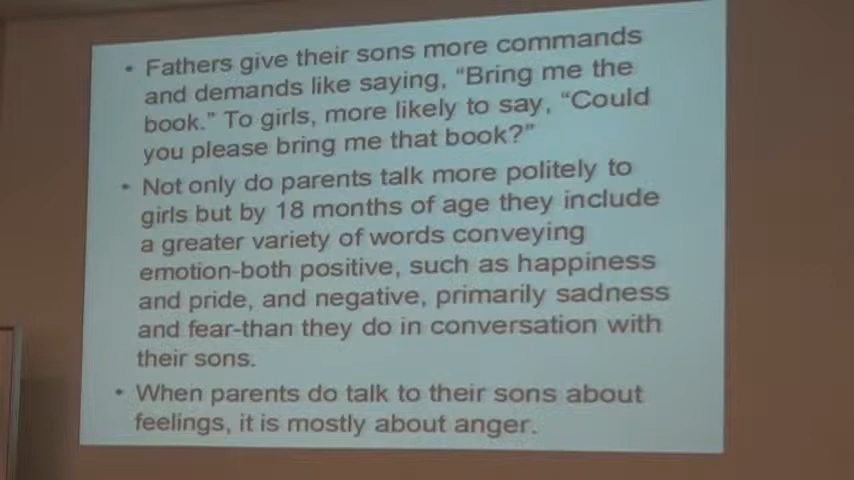 • Fathers give their sons more commands
and demands like saying, “Bring me the
book.” To girls, more likely to say, “Could
you please bring me that book?”
• Not only do parents talk more politely to
girls but by 18 months of age they include
a greater variety of words conveying
emotion-both positive, such as happiness
and pride, and negative, primarily sadness
and fear-than they do in conversation with
their sons.
• When parents do talk to their sons about
feelings, it is mostly about anger.